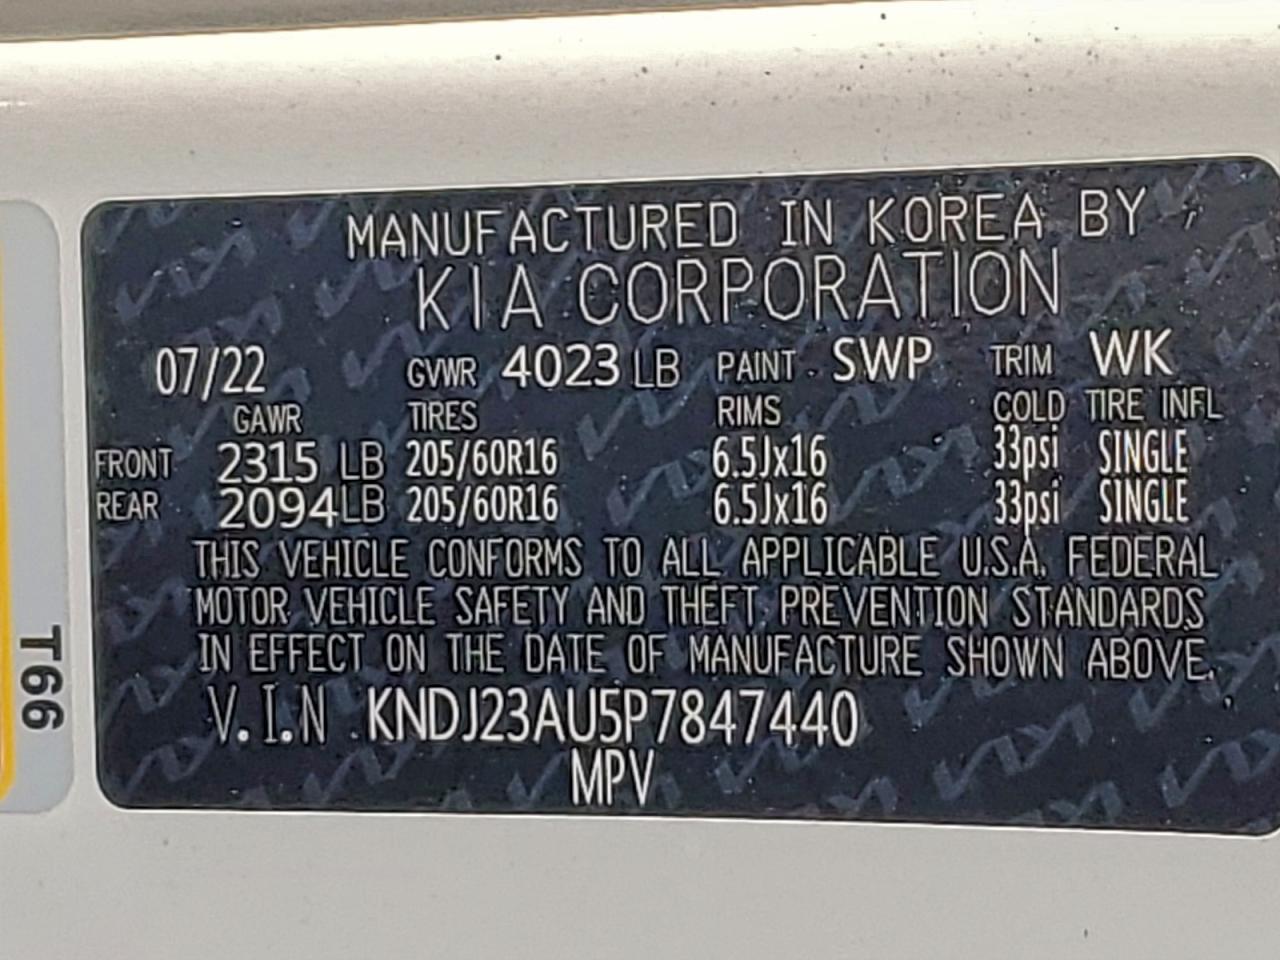 MANUFACTURED IN KOREA BY
KIA CORPORATION
07/22 GVWR 4023 LB PAINT SWP TRIM WK
GAWR TIRES RIMS COLD TIRE INFL
FRONT 2315 LB 205/60R16 6.5Jx16 33psi SINGLE
REAR 2094 LB 205/60R16 6.5Jx16 33psi SINGLE
THIS VEHICLE CONFORMS TO ALL APPLICABLE U.S.A. FEDERAL
MOTOR VEHICLE SAFETY AND THEFT PREVENTION STANDARDS
IN EFFECT ON THE DATE OF MANUFACTURE SHOWN ABOVE.
V.I.N KNDJ23AU5P7847440
MPV
T66